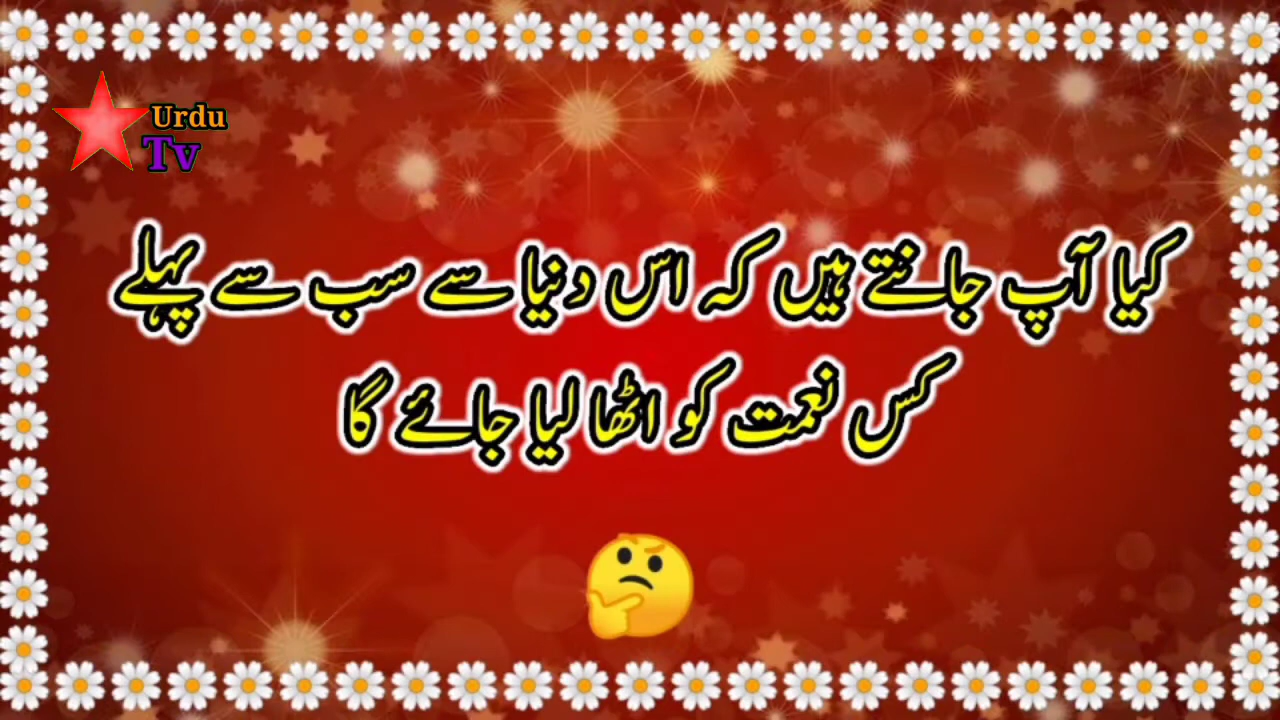 Urdu
Tv
کیا آپ جانتے ہیں کہ اس دنیا سے سب سے پہلے
کس نعمت کو اٹھا لیا جائے گا